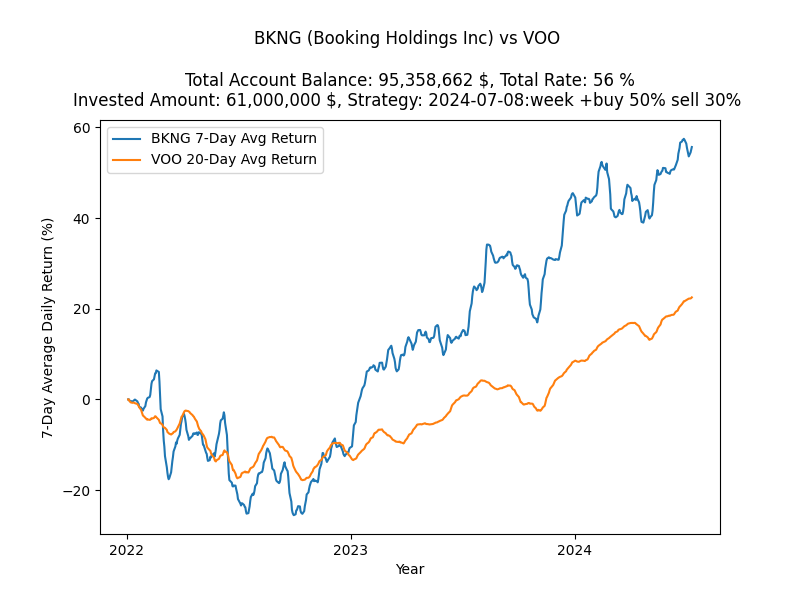 BKNG (Booking Holdings Inc) vs VOO
Total Account Balance: 95,358,662 $, Total Rate: 56 %
Invested Amount: 61,000,000 $, Strategy: 2024-07-08:week +buy 50% sell 30%
BKNG 7-Day Avg Return
VOO 20-Day Avg Return
7-Day Average Daily Return (%)
60
40
20
0
−20
2022
2023
2024
Year